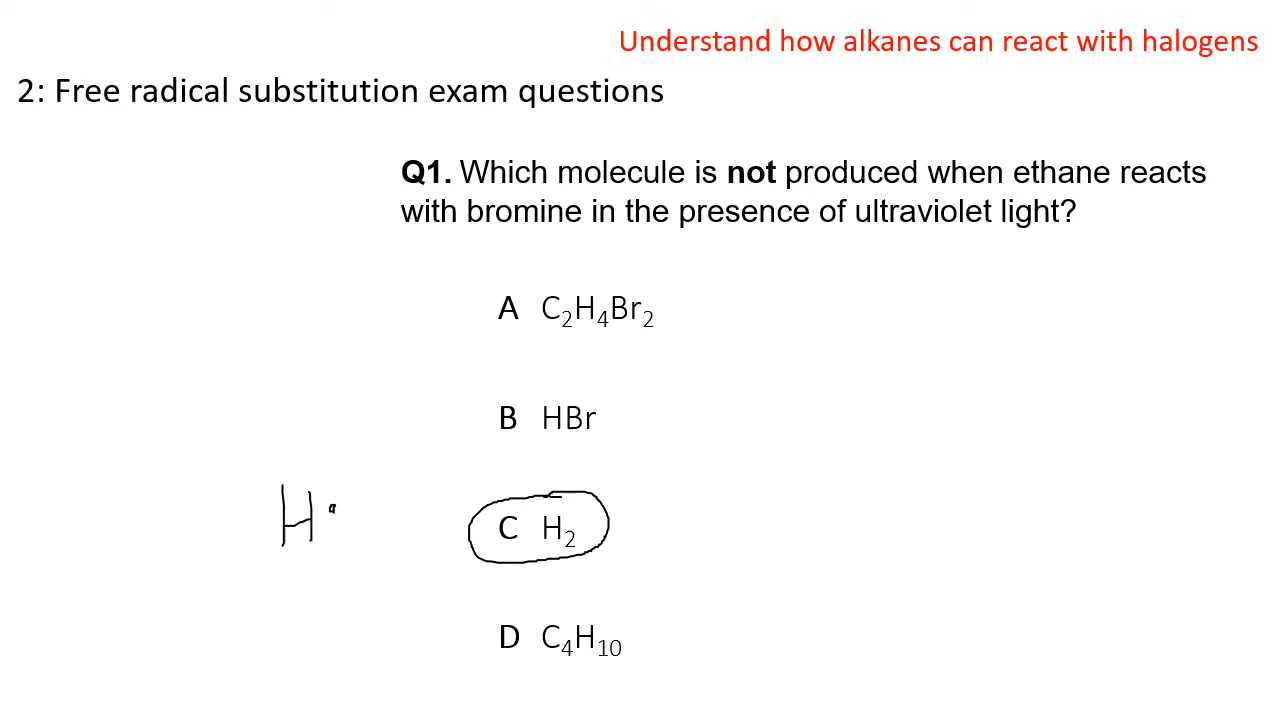 Understand how alkanes can react with halogens
2: Free radical substitution exam questions
Q1. Which molecule is not produced when ethane reacts
with bromine in the presence of ultraviolet light?
A C₂H₄Br₂
B HBr
H• C H₂
D C₄H₁₀